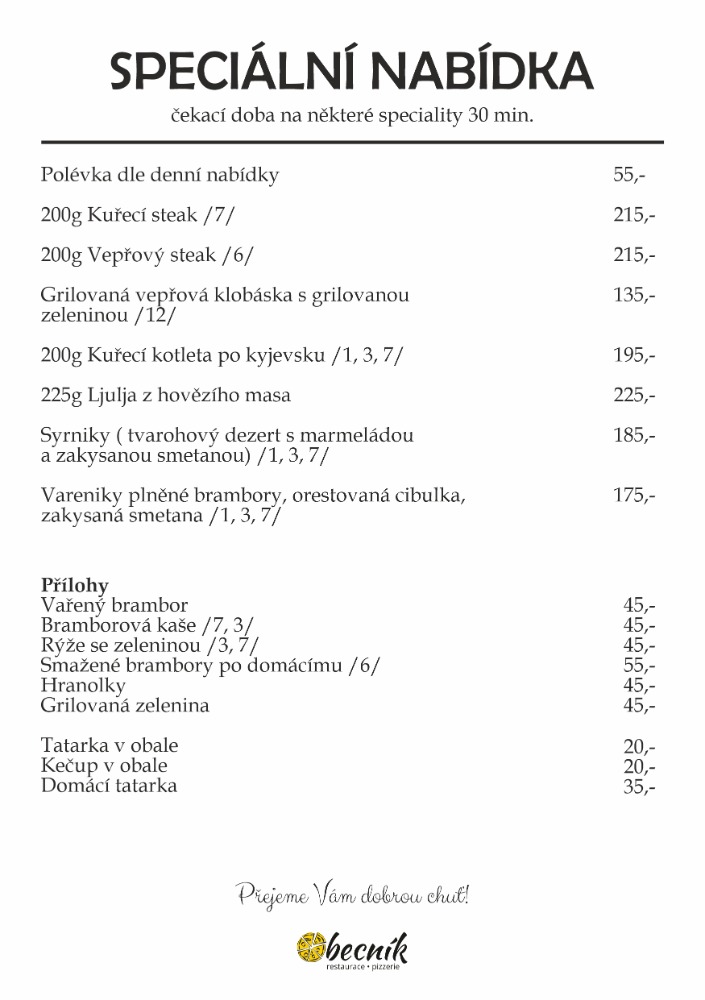 SPECIÁLNÍ NABÍDKA
čekací doba na některé speciality 30 min.
Polévka dle denní nabídky 55,-
200g Kuřecí steak /7/ 215,-
200g Vepřový steak /6/ 215,-
Grilovaná vepřová klobáska s grilovanou 135,-
zeleninou /12/
200g Kuřecí kotleta po kyjevsku /1, 3, 7/ 195,-
225g Ljulja z hovězího masa 225,-
Syrniky ( tvarohový dezert s marmeládou 185,-
a zakysanou smetanou) /1, 3, 7/
Vareniky plněné brambory, orestovaná cibulka, 175,-
zakysaná smetana /1, 3, 7/
Přílohy
Vařený brambor 45,-
Bramborová kaše /7, 3/ 45,-
Rýže se zeleninou /3, 7/ 45,-
Smažené brambory po domácímu /6/ 55,-
Hranolky 45,-
Grilovaná zelenina 45,-
Tatarka v obale 20,-
Kečup v obale 20,-
Domácí tatarka 35,-
Přejeme Vám dobrou chuť!
Obecník
restaurace • pizzerie